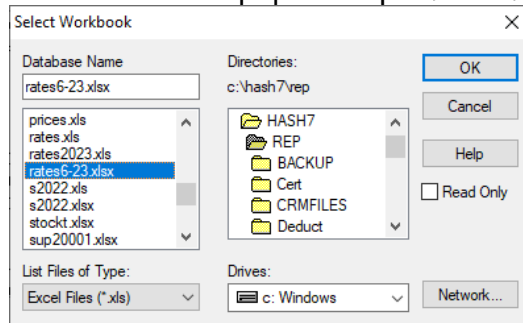 Select Workbook
Database Name
rates6-23.xlsx
prices.xls
rates.xls
rates2023.xls
rates6-23.xlsx
s2022.xls
s2022.xlsx
stockt.xlsx
sup20001.xlsx
List Files of Type:
Excel Files (*.xls)
Directories:
c:\hash7\rep
HASH7
REP
BACKUP
Cert
CRMFILES
Deduct
Drives:
c: Windows
OK
Cancel
Help
Read Only
Network...